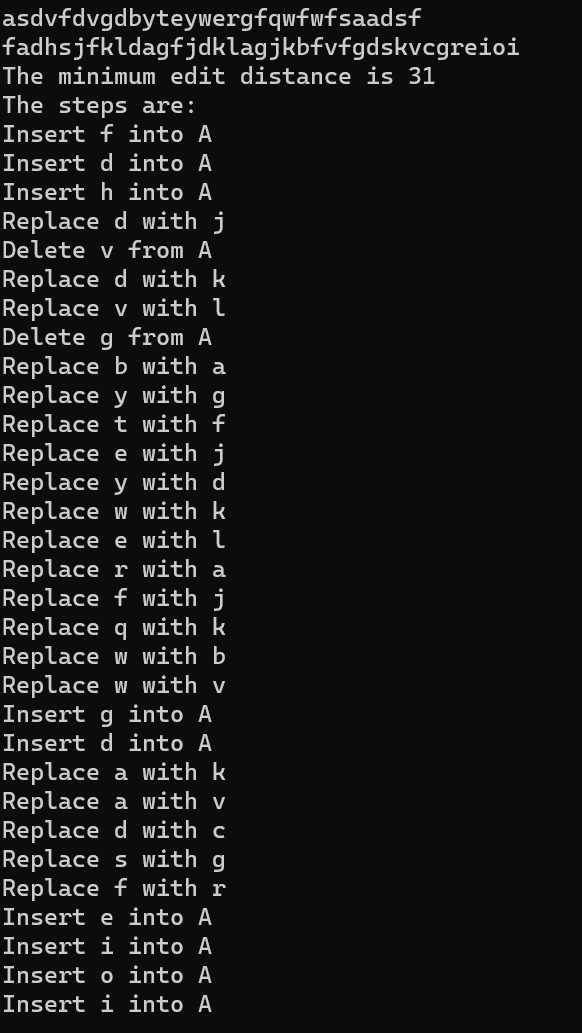 asdvfdvgdbyteywergfqwfwfsaadsf
fadhsjfkldagfjdklagjkbfvfgdskvcgreioi
The minimum edit distance is 31
The steps are:
Insert f into A
Insert d into A
Insert h into A
Replace d with j
Delete v from A
Replace d with k
Replace v with l
Delete g from A
Replace b with a
Replace y with g
Replace t with f
Replace e with j
Replace y with d
Replace w with k
Replace e with l
Replace r with a
Replace f with j
Replace q with k
Replace w with b
Replace w with v
Insert g into A
Insert d into A
Replace a with k
Replace a with v
Replace d with c
Replace s with g
Replace f with r
Insert e into A
Insert i into A
Insert o into A
Insert i into A